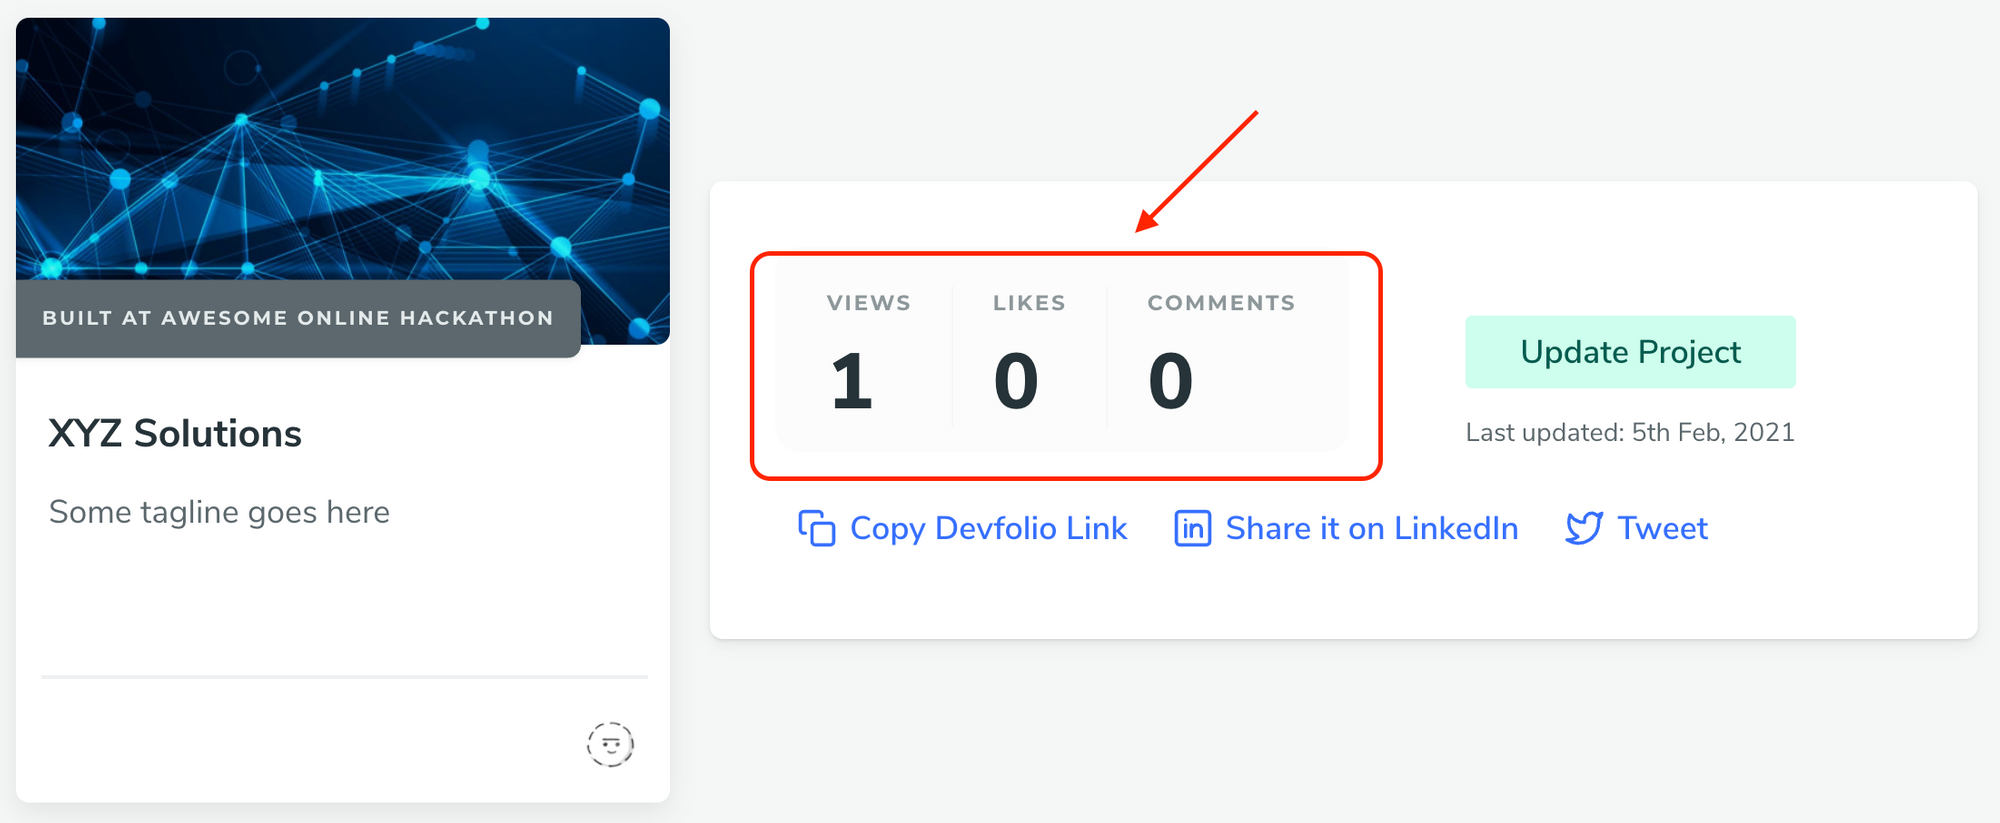 BUILT AT AWESOME ONLINE HACKATHON
XYZ Solutions
Some tagline goes here
VIEWS LIKES COMMENTS
1 0 0
Update Project
Last updated: 5th Feb, 2021
Copy Devfolio Link Share it on LinkedIn Tweet